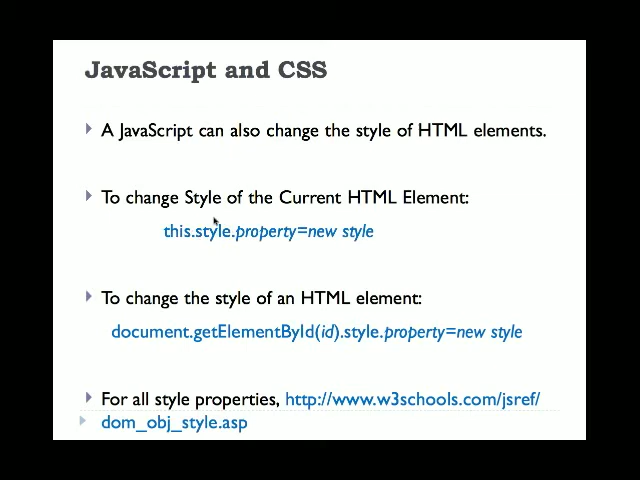 JavaScript and CSS
A JavaScript can also change the style of HTML elements.
To change Style of the Current HTML Element:
this.style.property=new style
To change the style of an HTML element:
document.getElementById(id).style.property=new style
For all style properties, http://www.w3schools.com/jsref/
dom_obj_style.asp